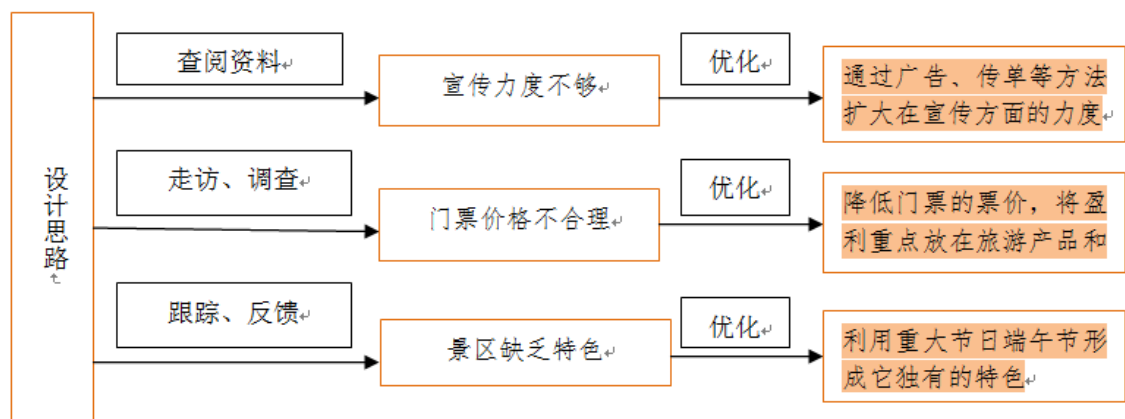 设计思路
查阅资料
宣传力度不够
优化
通过广告、传单等方法
扩大在宣传方面的力度
走访、调查
门票价格不合理
优化
降低门票的票价，将盈
利重点放在旅游产品和
跟踪、反馈
景区缺乏特色
优化
利用重大节日端午节形
成它独有的特色